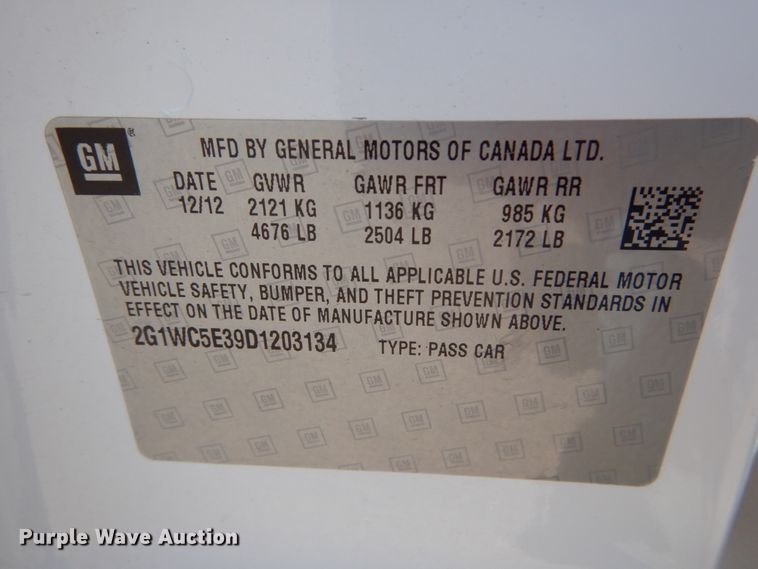 GM ®
MFD BY GENERAL MOTORS OF CANADA LTD.
DATE GVWR GAWR FRT GAWR RR
12/12 2121 KG 1136 KG 985 KG
4676 LB 2504 LB 2172 LB
THIS VEHICLE CONFORMS TO ALL APPLICABLE U.S. FEDERAL MOTOR
VEHICLE SAFETY, BUMPER, AND THEFT PREVENTION STANDARDS IN
EFFECT ON THE DATE OF MANUFACTURE SHOWN ABOVE.
2G1WC5E39D1203134 TYPE: PASS CAR
Purple Wave Auction